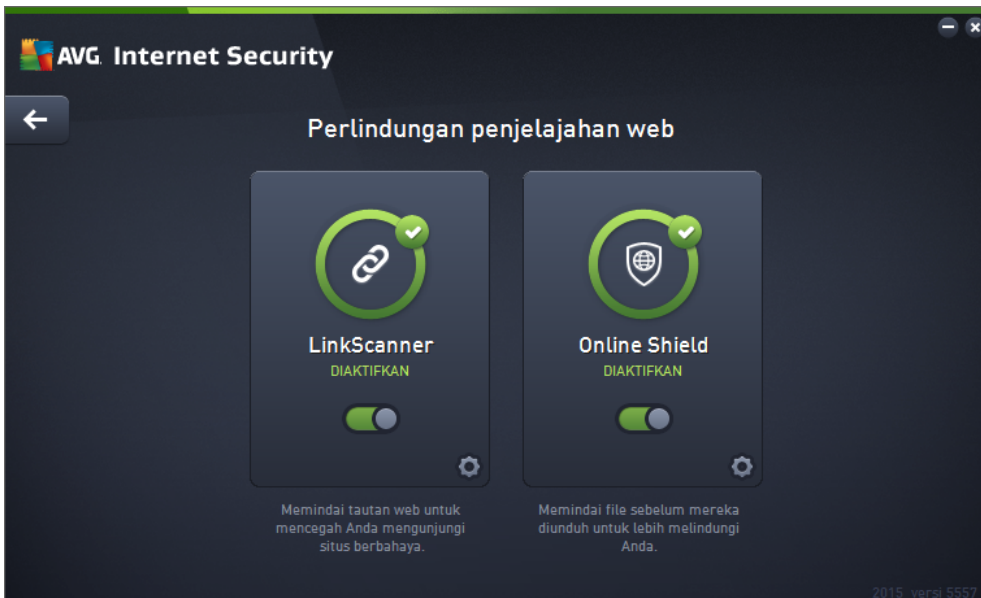 AVG Internet Security
Perlindungan penjelajahan web
LinkScanner
DIAKTIFKAN
Memindai tautan web untuk
mencegah Anda mengunjungi
situs berbahaya.
Online Shield
DIAKTIFKAN
Memindai file sebelum mereka
diunduh untuk lebih melindungi
Anda.
2015 versi 5557